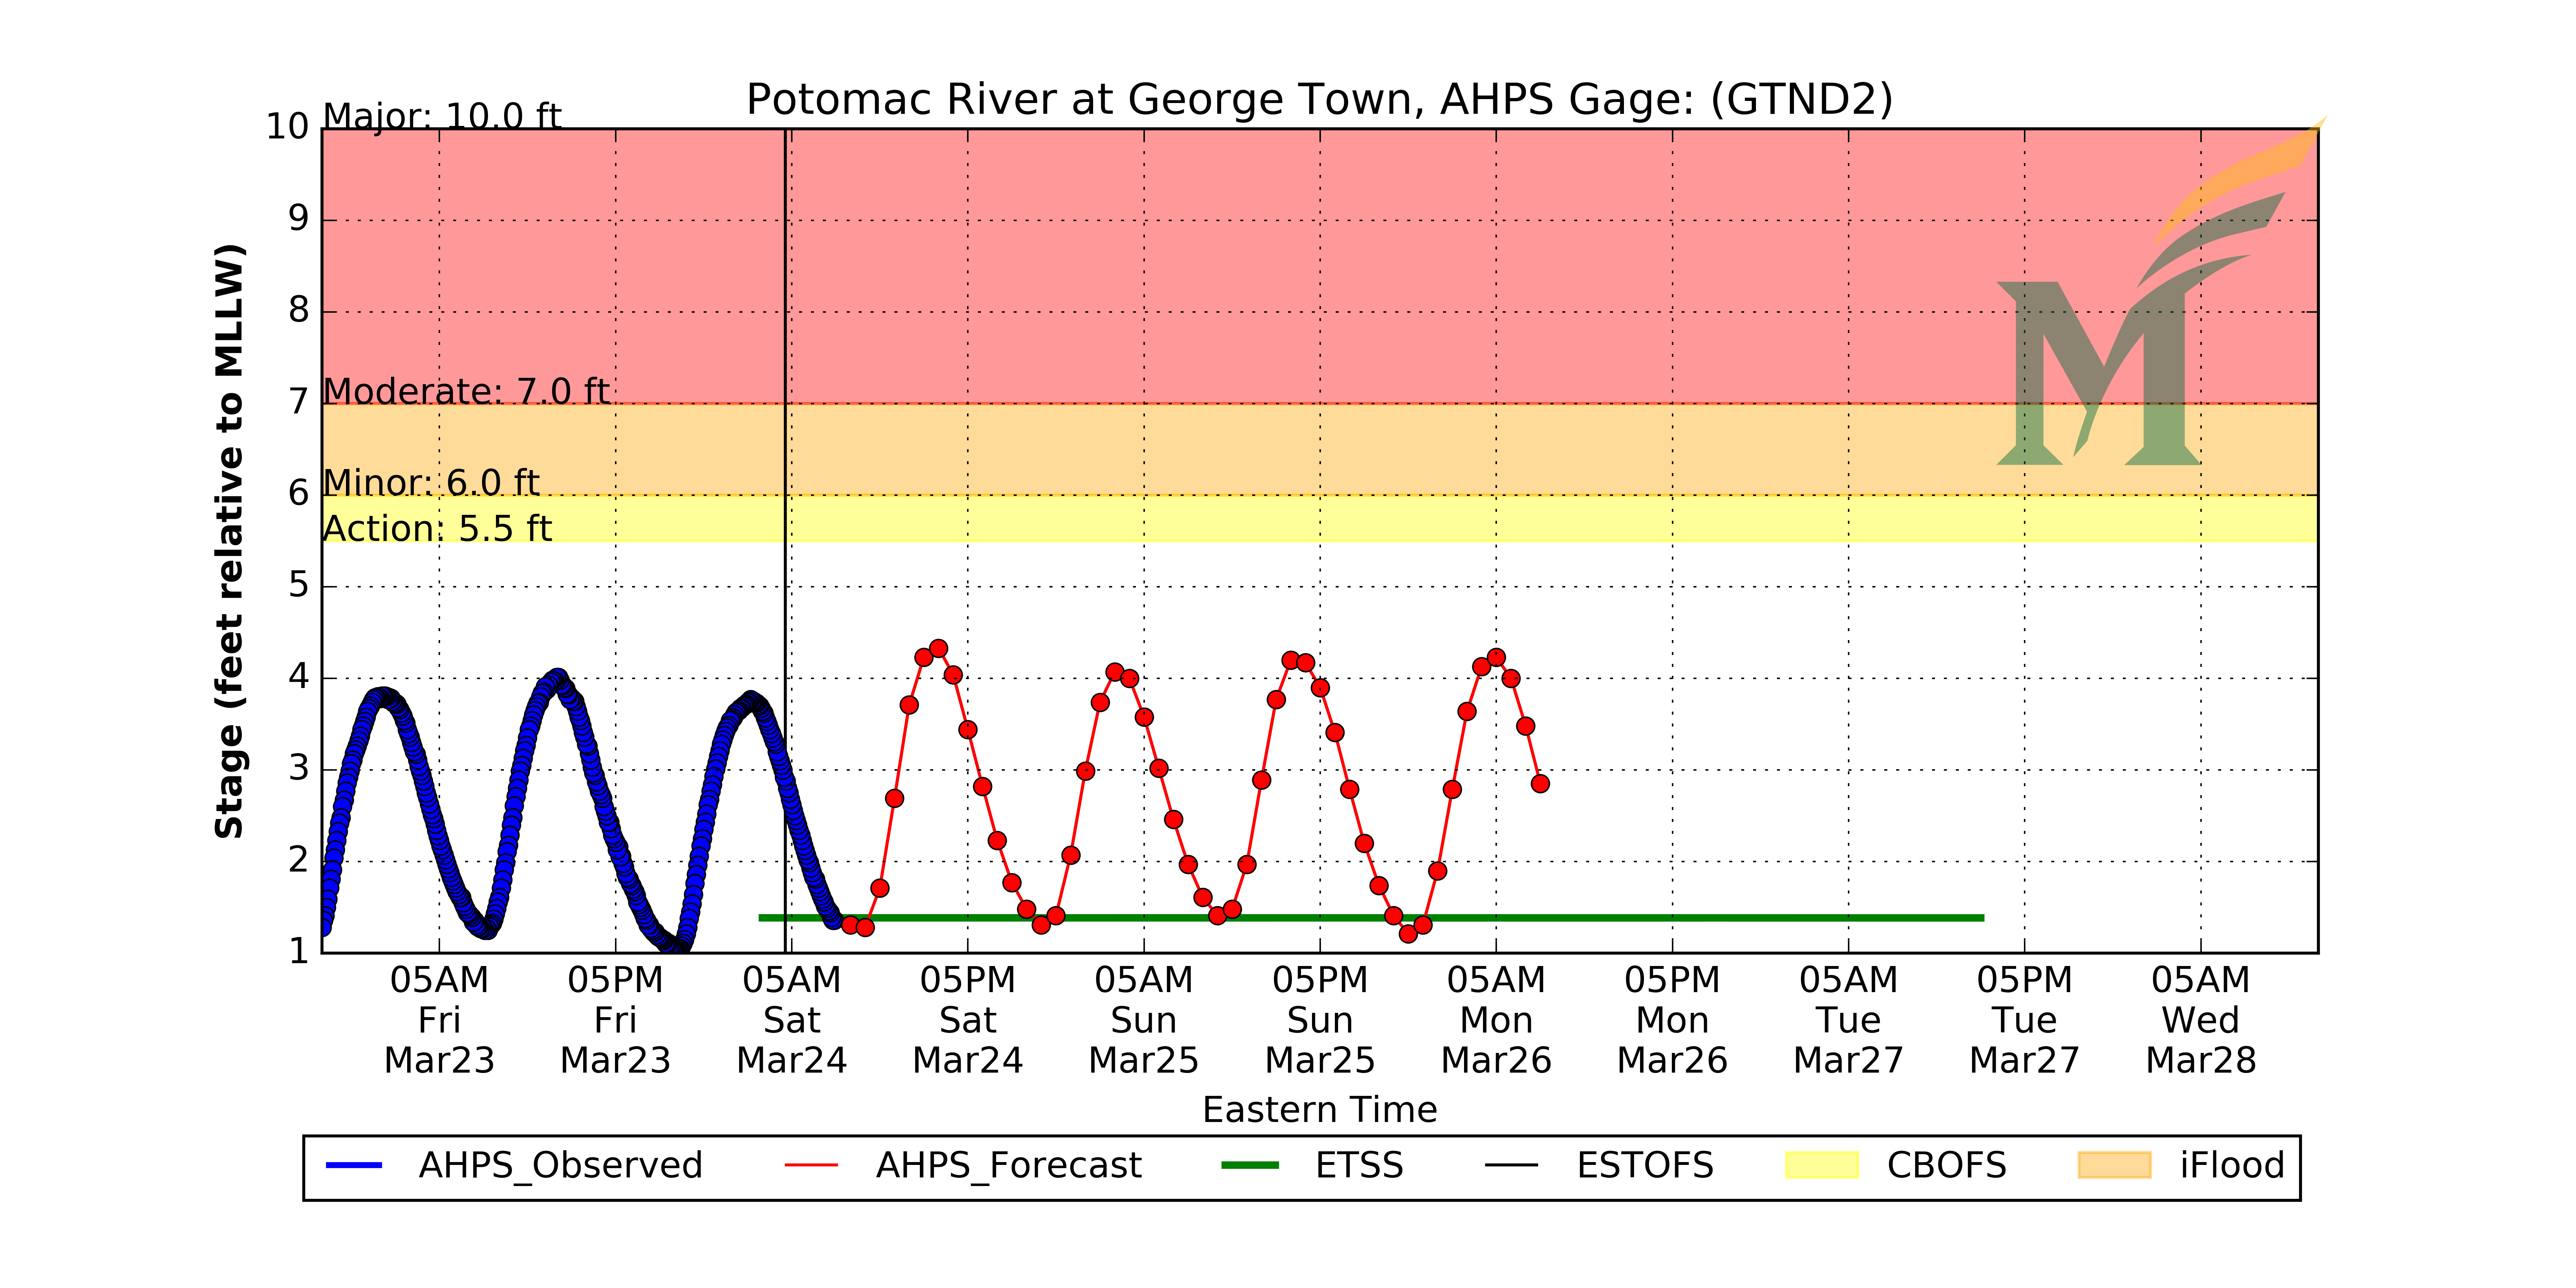 Potomac River at George Town, AHPS Gage: (GTND2)
Major: 10.0 ft
Moderate: 7.0 ft
Minor: 6.0 ft
Action: 5.5 ft
10
9
8
7
6
5
4
3
2
1
Stage (feet relative to MLLW)
05AM 05PM 05AM 05PM 05AM 05PM 05AM 05PM 05AM 05PM 05AM
Fri Fri Sat Sat Sun Sun Mon Mon Tue Tue Wed
Mar23 Mar23 Mar24 Mar24 Mar25 Mar25 Mar26 Mar26 Mar27 Mar27 Mar28
Eastern Time
AHPS_Observed AHPS_Forecast ETSS ESTOFS CBOFS iFlood
M